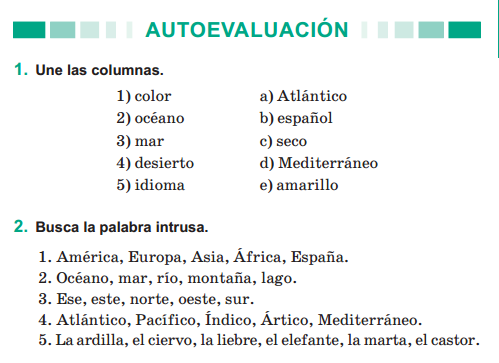 AUTOEVALUACIÓN
1. Une las columnas.
1) color a) Atlántico
2) océano b) español
3) mar c) seco
4) desierto d) Mediterráneo
5) idioma e) amarillo
2. Busca la palabra intrusa.
1. América, Europa, Asia, África, España.
2. Océano, mar, río, montaña, lago.
3. Ese, este, norte, oeste, sur.
4. Atlántico, Pacífico, Índico, Ártico, Mediterráneo.
5. La ardilla, el ciervo, la liebre, el elefante, la marta, el castor.